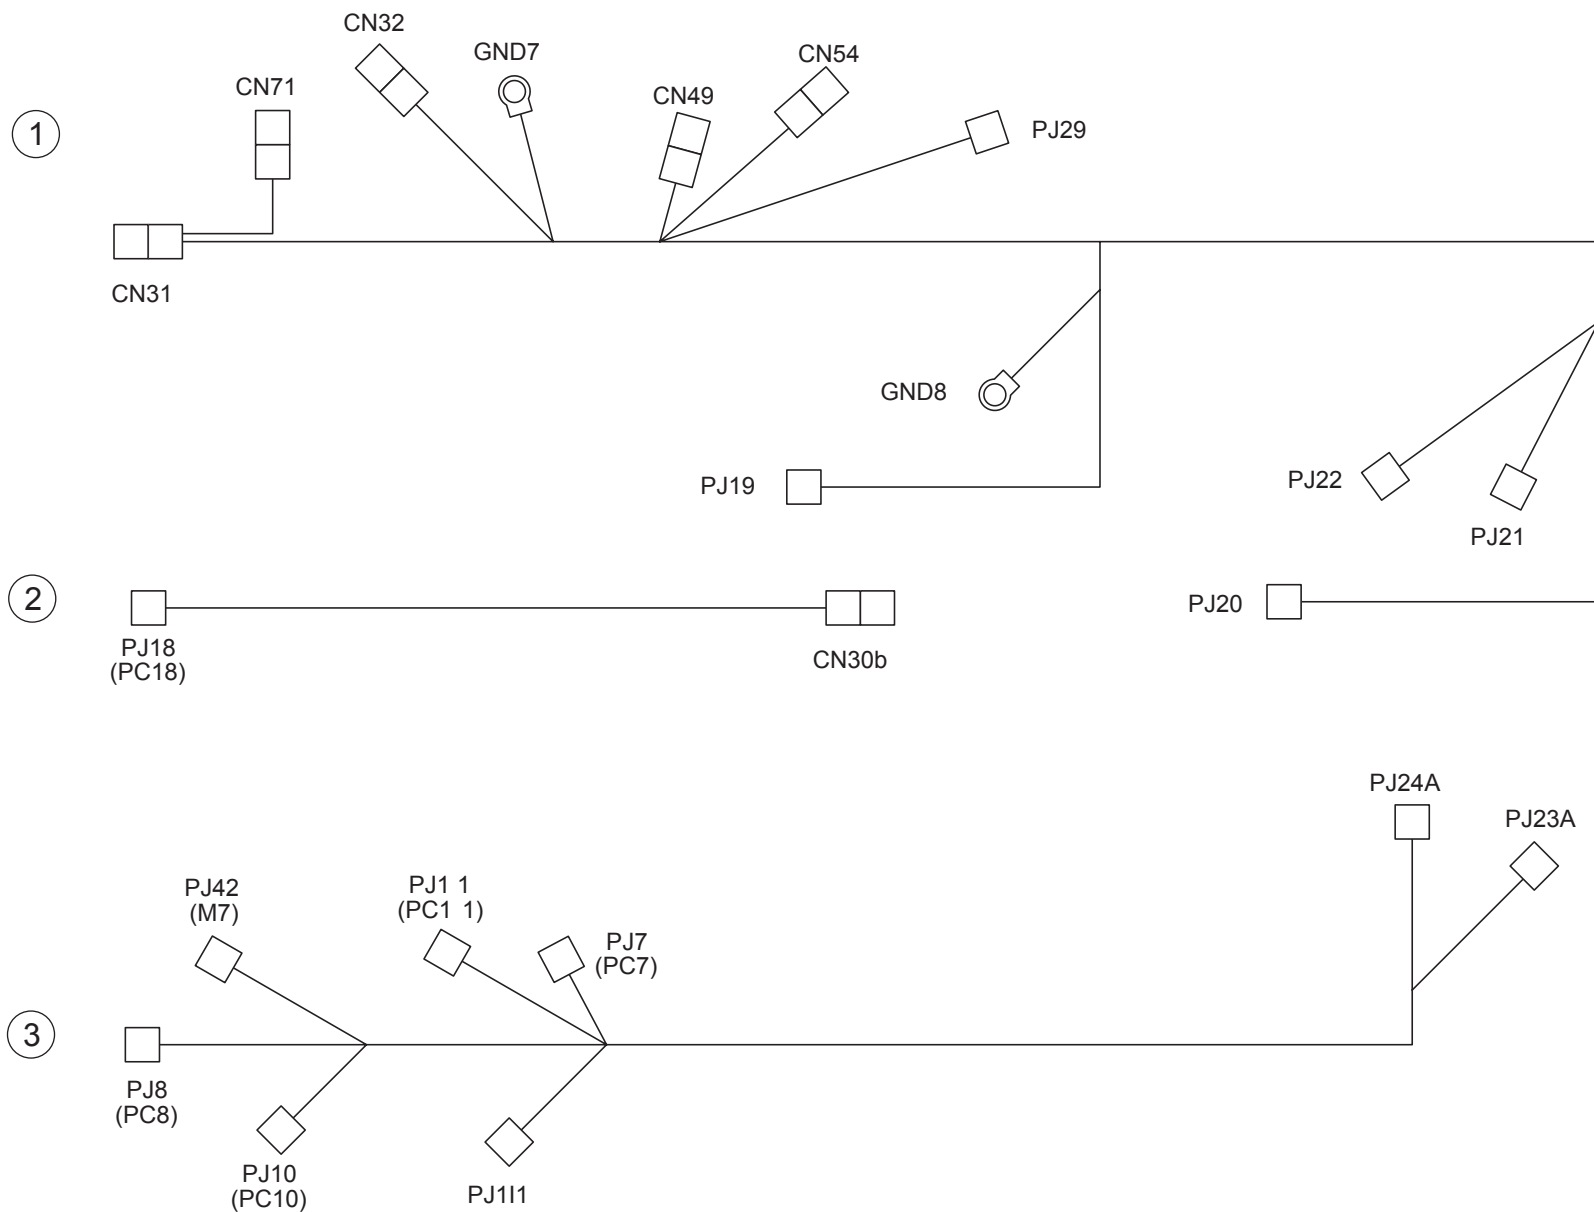 CN32
GND7
CN54
CN71
CN49
1
PJ29
CN31
GND8
PJ19
PJ22
PJ21
2
PJ20
PJ18
(PC18)
CN30b
PJ24A
PJ23A
PJ42
(M7)
PJ1 1
(PC1 1)
PJ7
(PC7)
3
PJ8
(PC8)
PJ10
(PC10)
PJ1I1